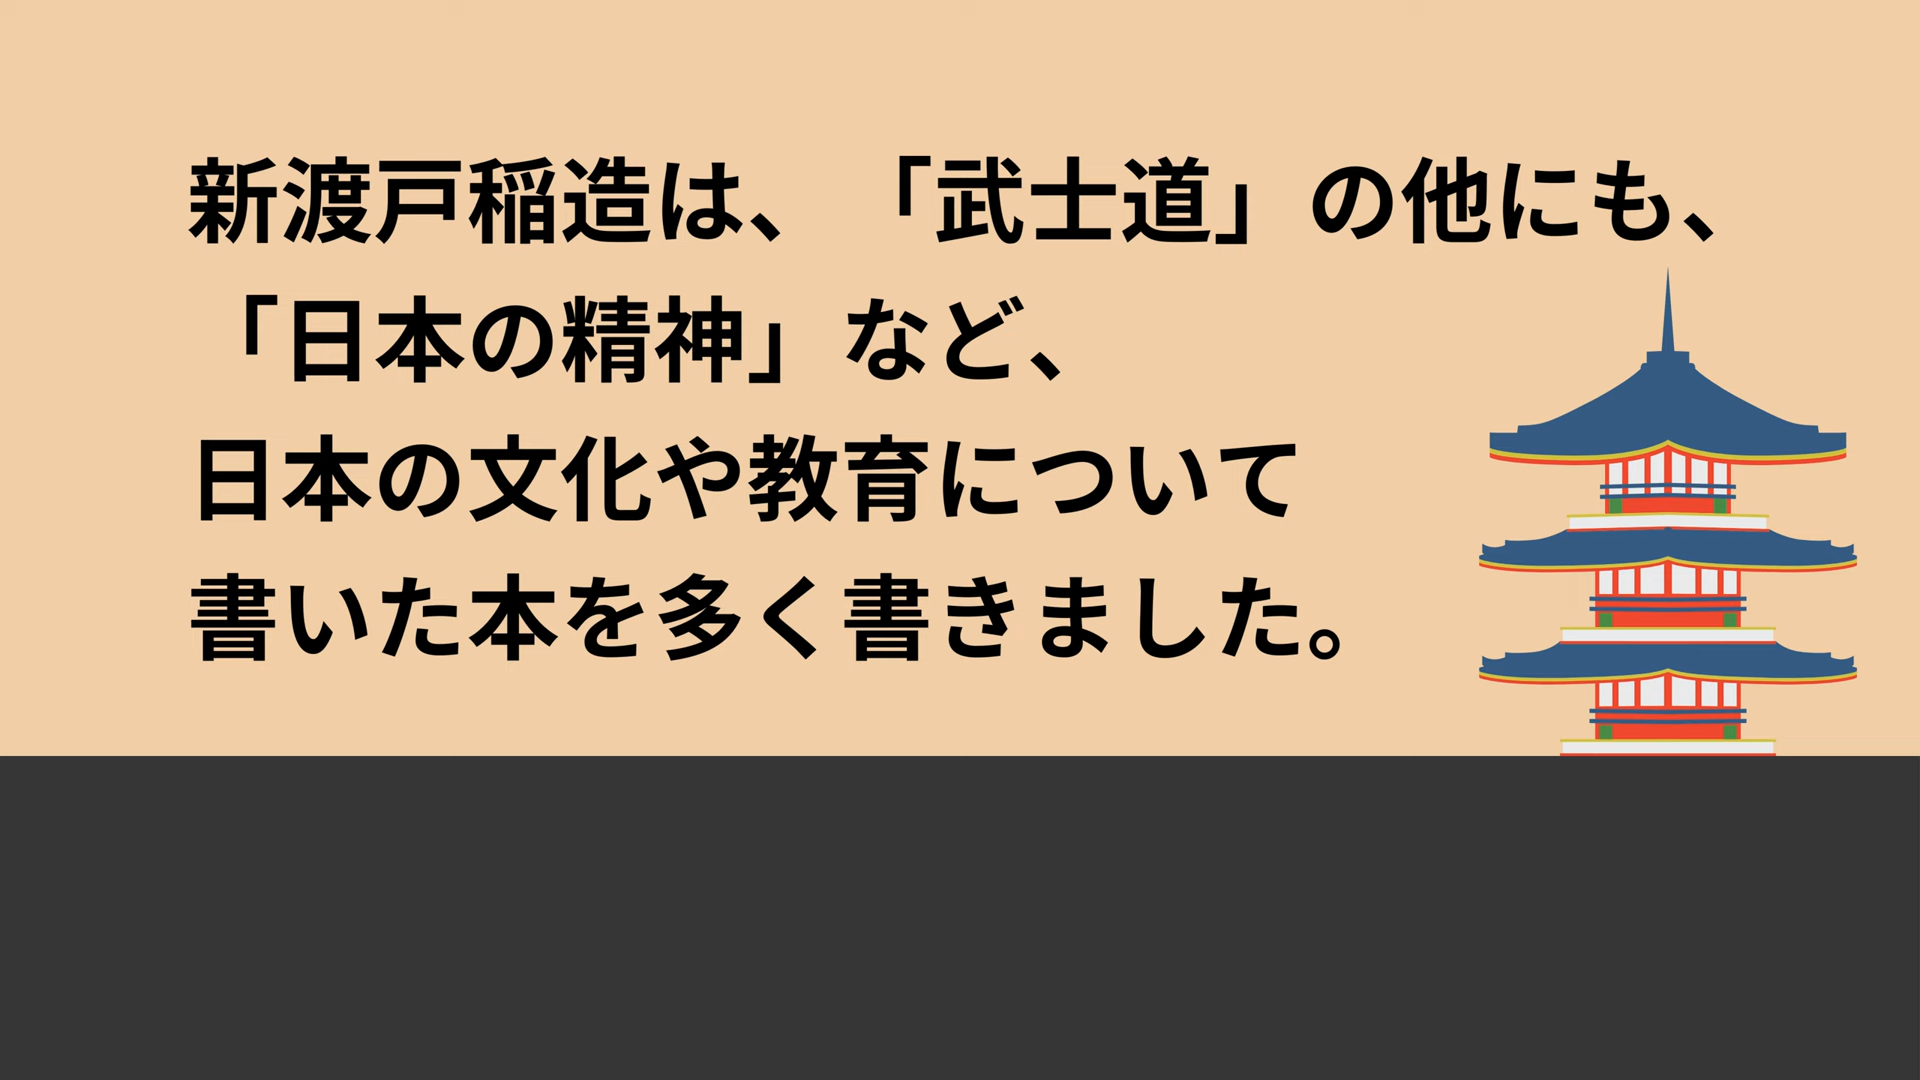 新渡戸稲造は、「武士道」の他にも、
「日本の精神」など、
日本の文化や教育について
書いた本を多く書きました。